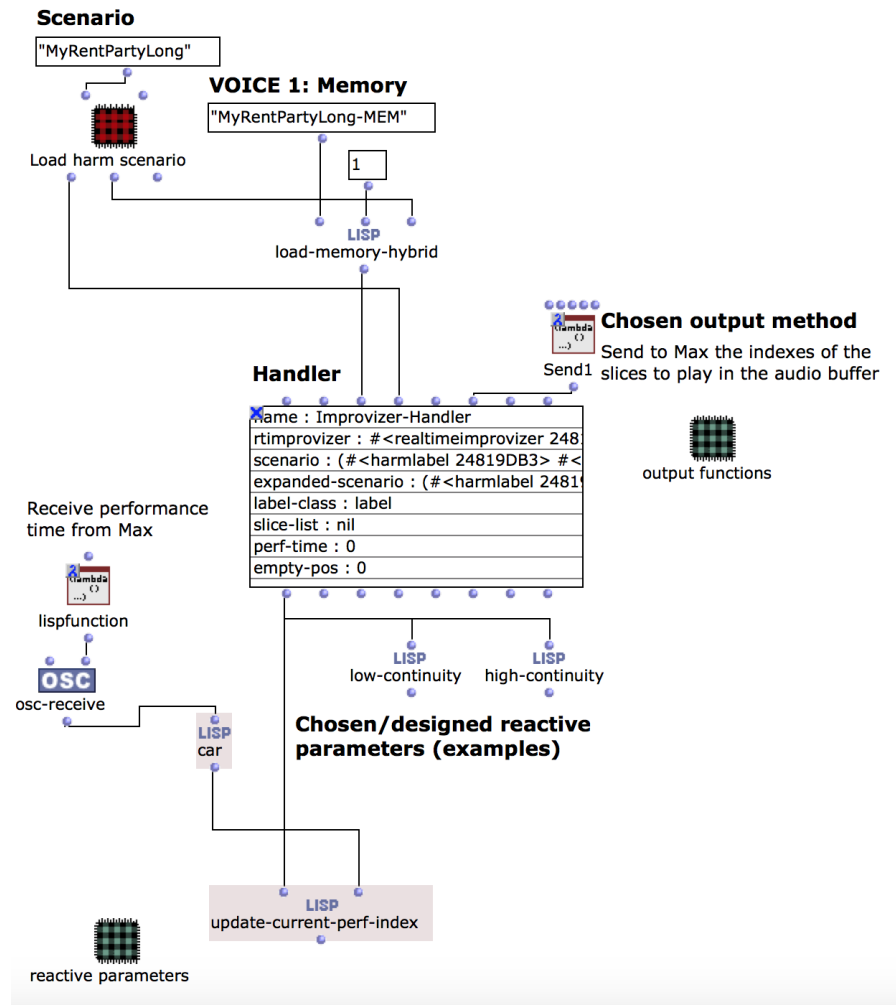 Scenario
"MyRentPartyLong"
VOICE 1: Memory
"MyRentPartyLong-MEM"
1
Load harm scenario
LISP
load-memory-hybrid
Chosen output method
Send to Max the indexes of the
slices to play in the audio buffer
(lambda
()
...)
Send1
Handler
name : Improvizer-Handler
rtimprovizer : #<realtimeimprovizer 248
scenario : (#<harmlabel 24819DB3> #<
expanded-scenario : (#<harmlabel 2481
label-class : label
slice-list : nil
perf-time : 0
empty-pos : 0
output functions
Receive performance
time from Max
(lambda
()
...)
lispfunction
OSC
osc-receive
LISP
low-continuity
LISP
high-continuity
Chosen/designed reactive
parameters (examples)
LISP
car
LISP
update-current-perf-index
reactive parameters